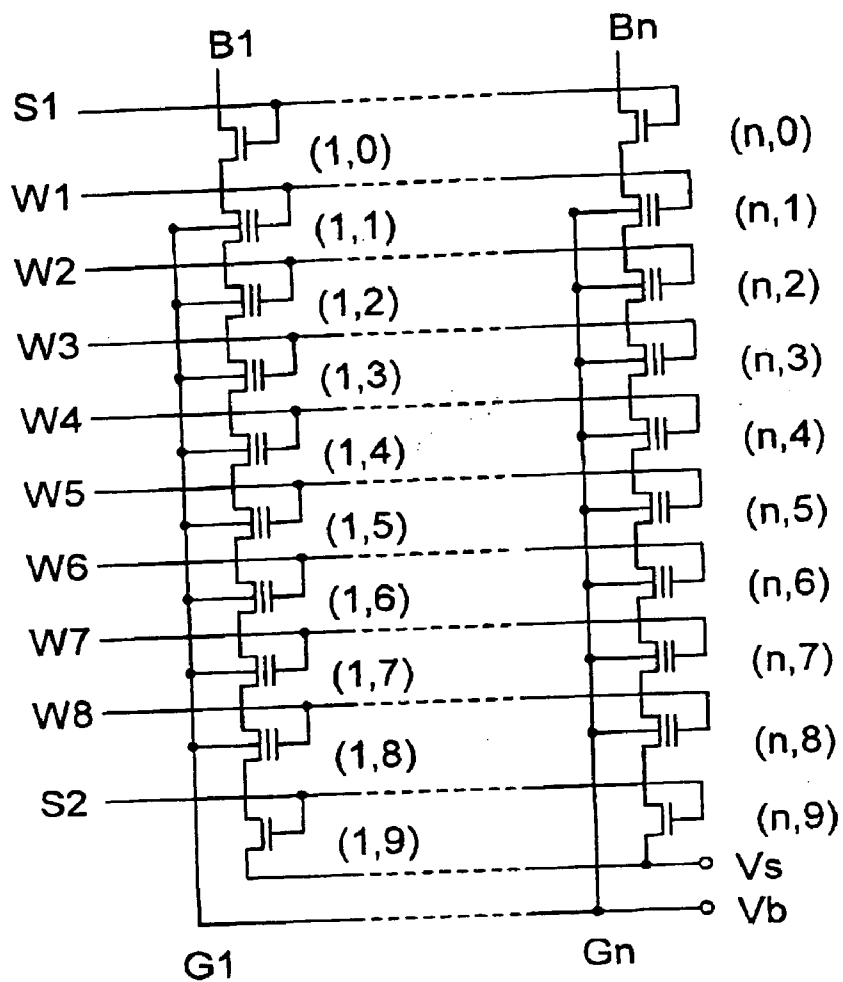 B1
Bn
S1
(1,0)
(n,0)
W1
(1,1)
(n,1)
W2
(1,2)
(n,2)
W3
(1,3)
(n,3)
W4
(1,4)
(n,4)
W5
(1,5)
(n,5)
W6
(1,6)
(n,6)
W7
(1,7)
(n,7)
W8
(1,8)
(n,8)
S2
(1,9)
(n,9)
Vs
Vb
G1
Gn